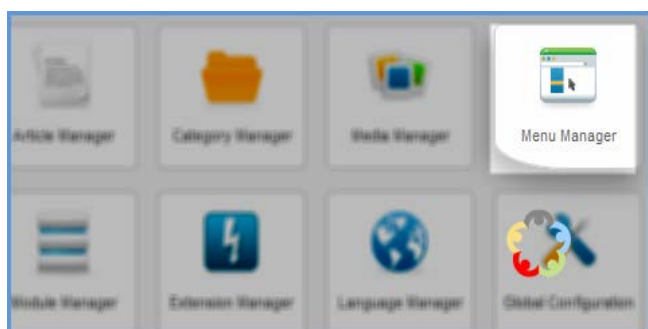 Article Manager
Category Manager
Media Manager
Menu Manager
Module Manager
Extension Manager
Language Manager
Global Configuration